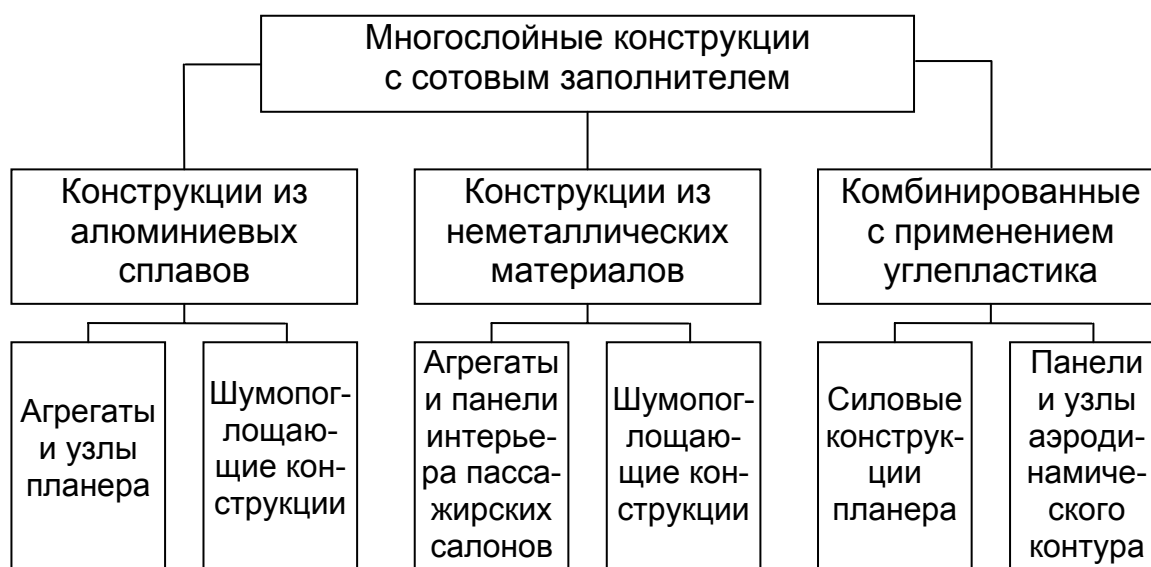 Многослойные конструкции
с сотовым заполнителем
Конструкции из
алюминиевых
сплавов
Конструкции из
неметаллических
материалов
Комбинированные
с применением
углепластика
Агрегаты
и узлы
планера
Шумопог-
лощаю-
щие кон-
струкции
Агрегаты
и панели
интерье-
ра пасса-
жирских
салонов
Шумопог-
лощаю-
щие кон-
струкции
Силовые
конструк-
ции
планера
Панели
и узлы
аэроди-
намиче-
ского
контура